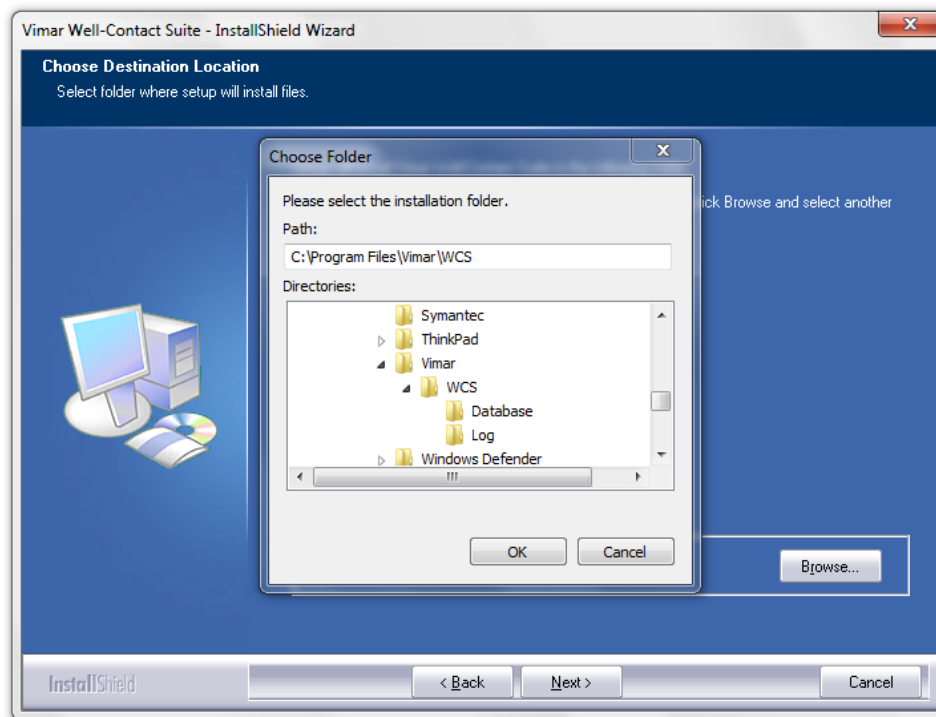 Vimar Well-Contact Suite - InstallShield Wizard
Choose Destination Location
Select folder where setup will install files.
Choose Folder
Please select the installation folder.
ick Browse and select another
Path:
C:\Program Files\Vimar\WCS
Directories:
Symantec
ThinkPad
Vimar
WCS
Database
Log
Windows Defender
OK
Cancel
Browse...
InstallShield
< Back
Next >
Cancel